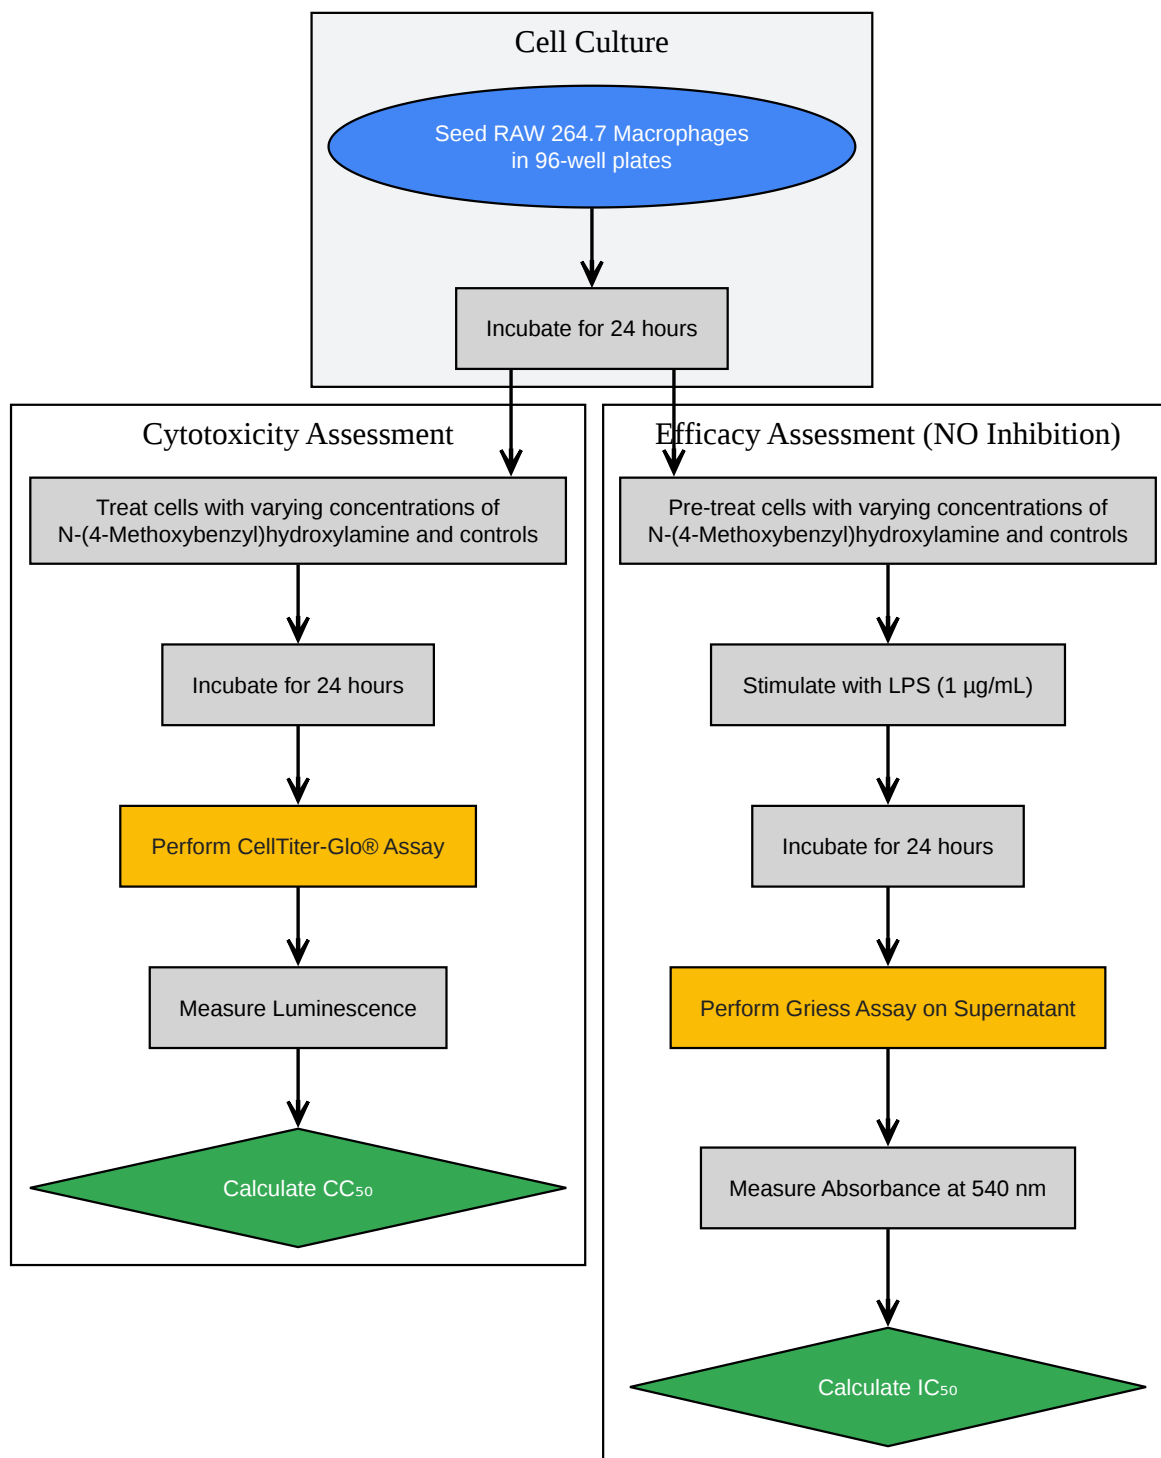 Cell Culture
Seed RAW 264.7 Macrophages
in 96-well plates
Incubate for 24 hours
Cytotoxicity Assessment
Treat cells with varying concentrations of
N-(4-Methoxybenzyl)hydroxylamine and controls
Incubate for 24 hours
Perform CellTiter-Glo® Assay
Measure Luminescence
Calculate CC₅₀
Efficacy Assessment (NO Inhibition)
Pre-treat cells with varying concentrations of
N-(4-Methoxybenzyl)hydroxylamine and controls
Stimulate with LPS (1 µg/mL)
Incubate for 24 hours
Perform Griess Assay on Supernatant
Measure Absorbance at 540 nm
Calculate IC₅₀